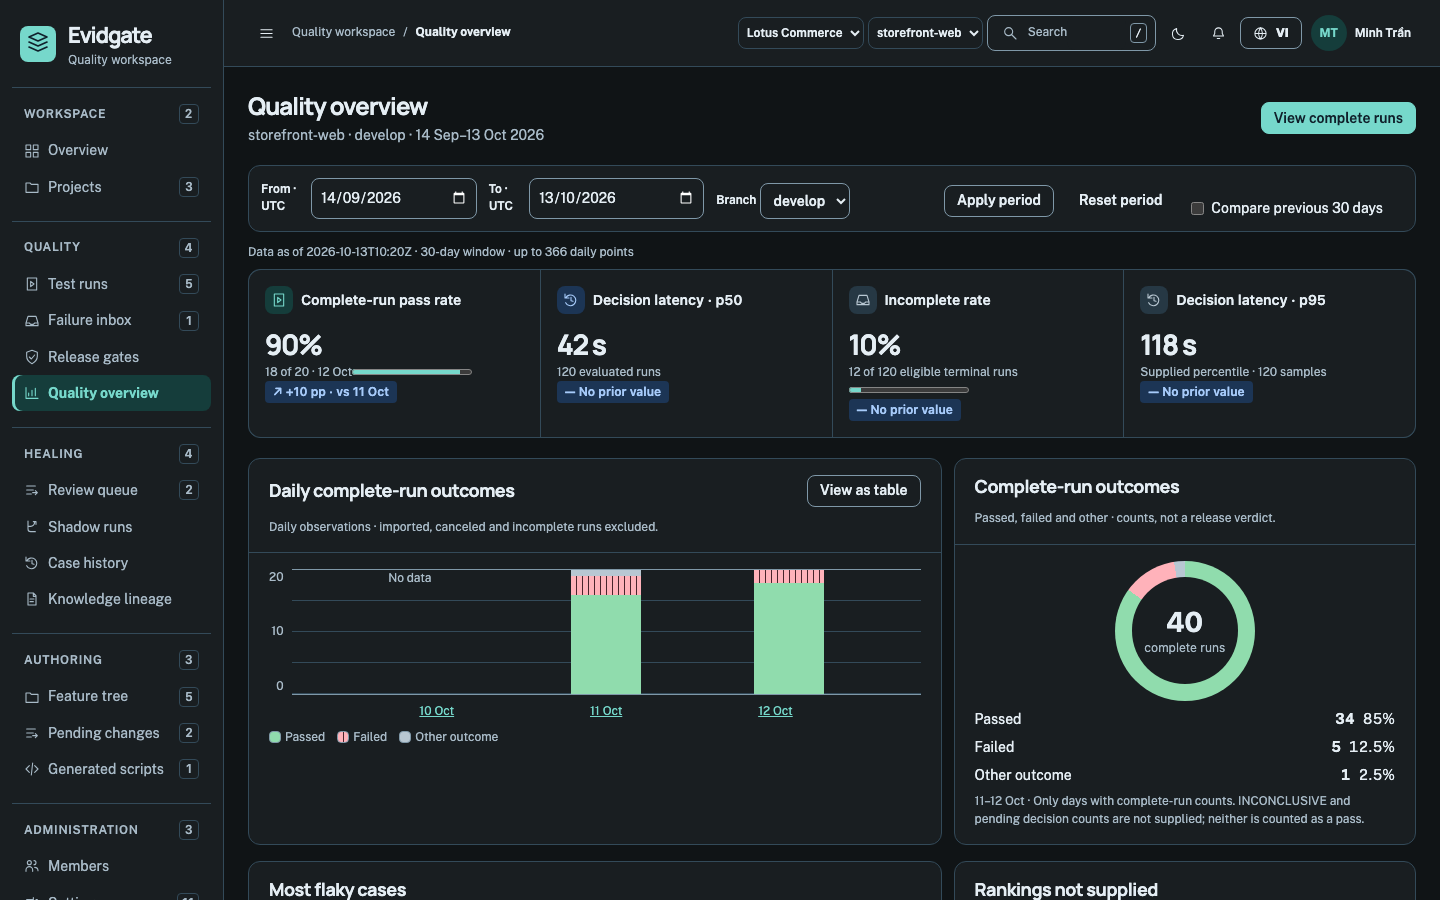 Evidgate
Quality workspace
WORKSPACE 2
Overview
Projects 3
QUALITY 4
Test runs 5
Failure inbox 1
Release gates
Quality overview
HEALING 4
Review queue 2
Shadow runs
Case history
Knowledge lineage
AUTHORING 3
Feature tree 5
Pending changes 2
Generated scripts 1
ADMINISTRATION 3
Members
Quality workspace / Quality overview
Lotus Commerce
storefront-web
Search /
VI
MT Minh Trần
Quality overview
storefront-web · develop · 14 Sep–13 Oct 2026
View complete runs
From · UTC
14/09/2026
To · UTC
13/10/2026
Branch develop
Apply period
Reset period
Compare previous 30 days
Data as of 2026-10-13T10:20Z · 30-day window · up to 366 daily points
Complete-run pass rate
90%
18 of 20 · 12 Oct
↗ +10 pp · vs 11 Oct
Decision latency · p50
42 s
120 evaluated runs
— No prior value
Incomplete rate
10%
12 of 120 eligible terminal runs
— No prior value
Decision latency · p95
118 s
Supplied percentile · 120 samples
— No prior value
Daily complete-run outcomes
View as table
Daily observations · imported, canceled and incomplete runs excluded.
20
10
0
No data
10 Oct
11 Oct
12 Oct
Passed Failed Other outcome
Complete-run outcomes
Passed, failed and other · counts, not a release verdict.
40
complete runs
Passed 34 85%
Failed 5 12.5%
Other outcome 1 2.5%
11–12 Oct · Only days with complete-run counts. INCONCLUSIVE and
pending decision counts are not supplied; neither is counted as a pass.
Most flaky cases
Rankings not supplied